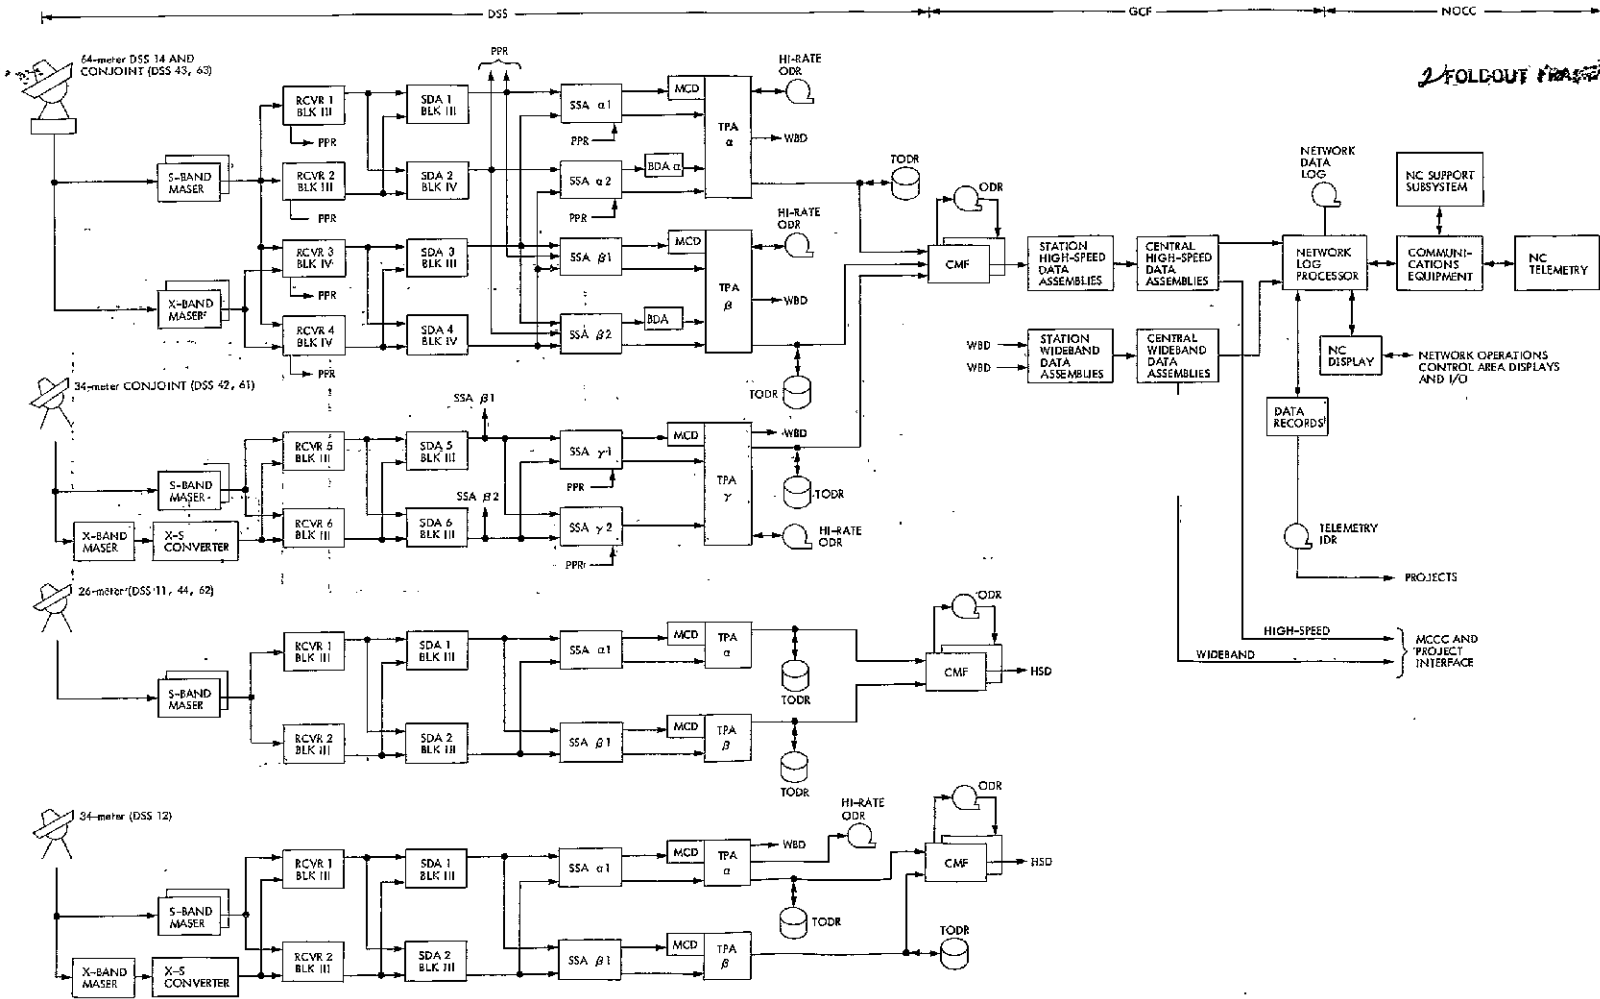 DSS
GCF
NOCC
2 FOLDOUT
64-meter DSS 14 AND
CONJOINT (DSS 43, 63)
PPR
RCVR 1
BLK III
PPR
SDA 1
BLK III
SSA α1
PPR
MCD
TPA
α
HI-RATE
ODR
WBD
S-BAND
MASER
RCVR 2
BLK III
PPR
SDA 2
BLK IV
SSA α2
PPR
BDA α
TODR
ODR
CMF
NETWORK
DATA
LOG
NC SUPPORT
SUBSYSTEM
RCVR 3
BLK IV
PPR
SDA 3
BLK III
SSA β1
MCD
TPA
β
HI-RATE
ODR
WBD
STATION
HIGH-SPEED
DATA
ASSEMBLIES
CENTRAL
HIGH-SPEED
DATA
ASSEMBLIES
NETWORK
LOG
PROCESSOR
COMMUNI-
CATIONS
EQUIPMENT
NC
TELEMETRY
X-BAND
MASER
RCVR 4
BLK IV
PPR
SDA 4
BLK IV
SSA β2
BDA
TODR
WBD
WBD
STATION
WIDEBAND
DATA
ASSEMBLIES
CENTRAL
WIDEBAND
DATA
ASSEMBLIES
NC
DISPLAY
NETWORK OPERATIONS
CONTROL AREA DISPLAYS
AND I/O
DATA
RECORDS
34-meter CONJOINT (DSS 42, 61)
SSA β1
RCVR 5
BLK III
SDA 5
BLK III
SSA γ1
PPR
MCD
TPA
γ
WBD
TODR
S-BAND
MASER
SSA β2
X-BAND
MASER
X-S
CONVERTER
RCVR 6
BLK III
SDA 6
BLK III
SSA γ2
PPR
HI-RATE
ODR
TELEMETRY
IDR
PROJECTS
HIGH-SPEED
WIDEBAND
MCCC AND
PROJECT
INTERFACE
26-meter (DSS 11, 44, 62)
RCVR 1
BLK III
SDA 1
BLK III
SSA α1
MCD
TPA
α
TODR
ODR
CMF
HSD
S-BAND
MASER
RCVR 2
BLK III
SDA 2
BLK III
SSA β1
MCD
TPA
β
TODR
34-meter (DSS 12)
RCVR 1
BLK III
SDA 1
BLK III
SSA α1
MCD
TPA
α
WBD
HI-RATE
ODR
TODR
ODR
CMF
HSD
S-BAND
MASER
X-BAND
MASER
X-S
CONVERTER
RCVR 2
BLK III
SDA 2
BLK III
SSA β1
MCD
TPA
β
TODR